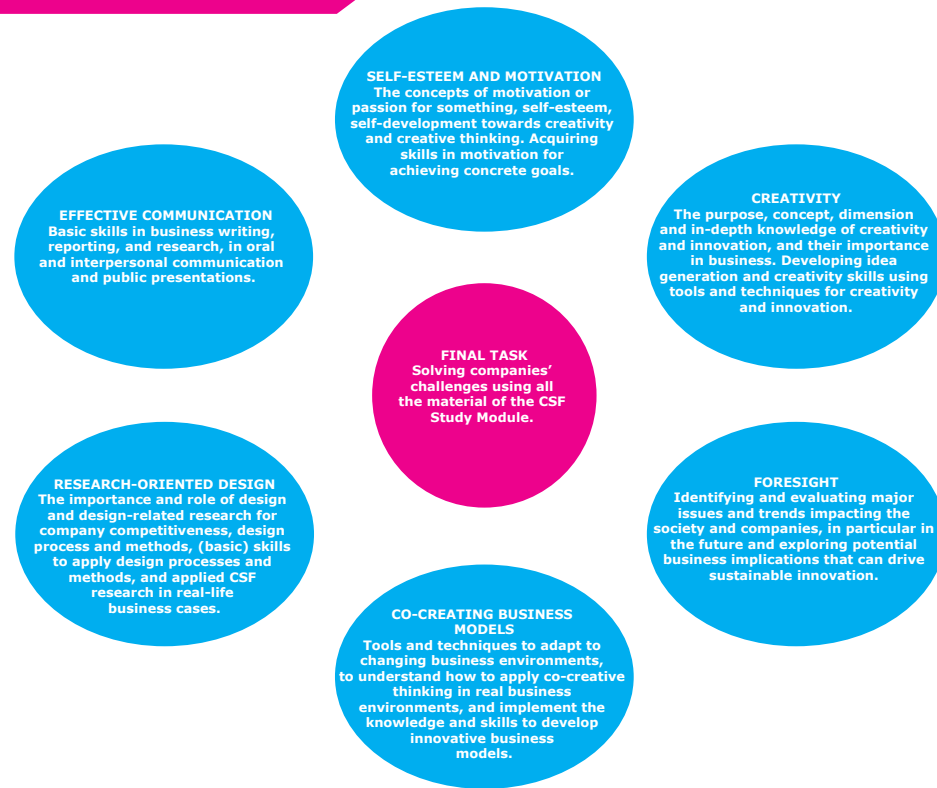 SELF-ESTEEM AND MOTIVATION
The concepts of motivation or
passion for something, self-esteem,
self-development towards creativity
and creative thinking. Acquiring
skills in motivation for
achieving concrete goals.
EFFECTIVE COMMUNICATION
Basic skills in business writing,
reporting, and research, in oral
and interpersonal communication
and public presentations.
CREATIVITY
The purpose, concept, dimension
and in-depth knowledge of creativity
and innovation, and their importance
in business. Developing idea
generation and creativity skills using
tools and techniques for creativity
and innovation.
FINAL TASK
Solving companies’
challenges using all
the material of the CSF
Study Module.
RESEARCH-ORIENTED DESIGN
The importance and role of design
and design-related research for
company competitiveness, design
process and methods, (basic) skills
to apply design processes and
methods, and applied CSF
research in real-life
business cases.
FORESIGHT
Identifying and evaluating major
issues and trends impacting the
society and companies, in particular in
the future and exploring potential
business implications that can drive
sustainable innovation.
CO-CREATING BUSINESS
MODELS
Tools and techniques to adapt to
changing business environments,
to understand how to apply co-creative
thinking in real business
environments, and implement the
knowledge and skills to develop
innovative business
models.